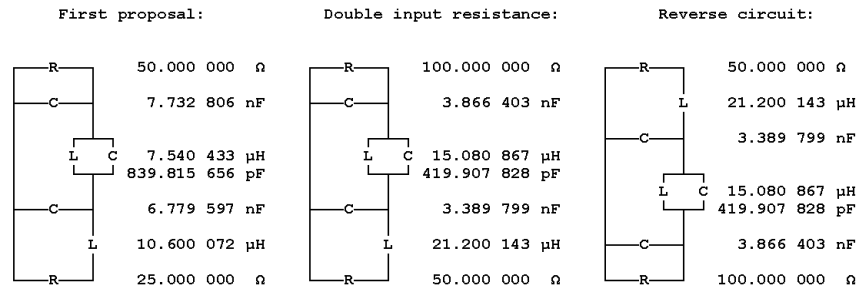 First proposal: Double input resistance: Reverse circuit:
R 50.000 000 Ω R 100.000 000 Ω R 50.000 000 Ω
C 7.732 806 nF C 3.866 403 nF L 21.200 143 µH
C 3.389 799 nF
L C 7.540 433 µH L C 15.080 867 µH
839.815 656 pF 419.907 828 pF
L C 15.080 867 µH
419.907 828 pF
C 6.779 597 nF C 3.389 799 nF
L 10.600 072 µH L 21.200 143 µH C 3.866 403 nF
R 25.000 000 Ω R 50.000 000 Ω R 100.000 000 Ω